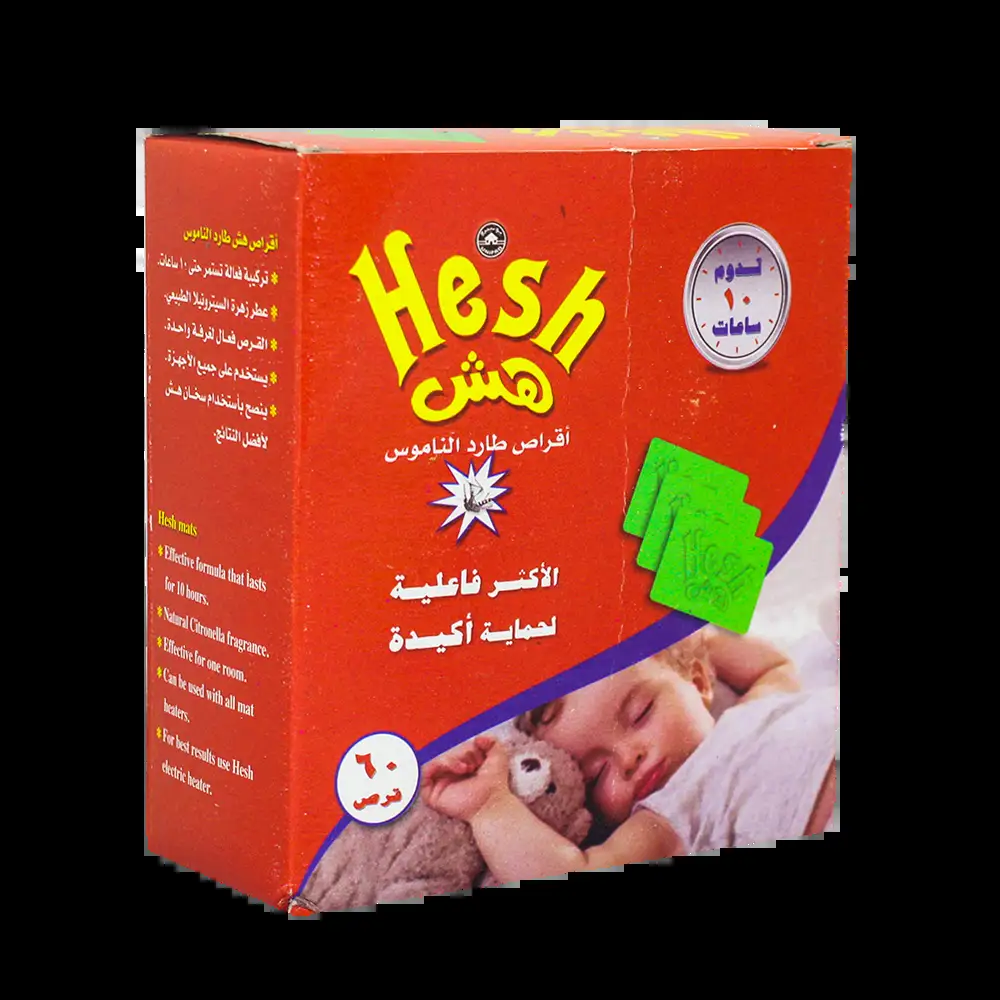 Hesh
هش
أقراص طارد الناموس
الأكثر فاعلية
لحماية أكيدة
تدوم
١٠
ساعات
Hesh
هش
٦٠
قرص
أقراص هش طارد الناموس
* تركيبة فعالة تستمر حتى ١٠ ساعات.
* عطر زهرة السيترونيلا الطبيعي.
* القرص فعال لغرفة واحدة.
* يستخدم على جميع الأجهزة.
* ينصح بأستخدام سخان هش
لأفضل النتائج.
Hesh mats
* Effective formula that lasts
for 10 hours.
* Natural Citronella fragrance.
* Effective for one room.
* Can be used with all mat
heaters.
* For best results use Hesh
electric heater.